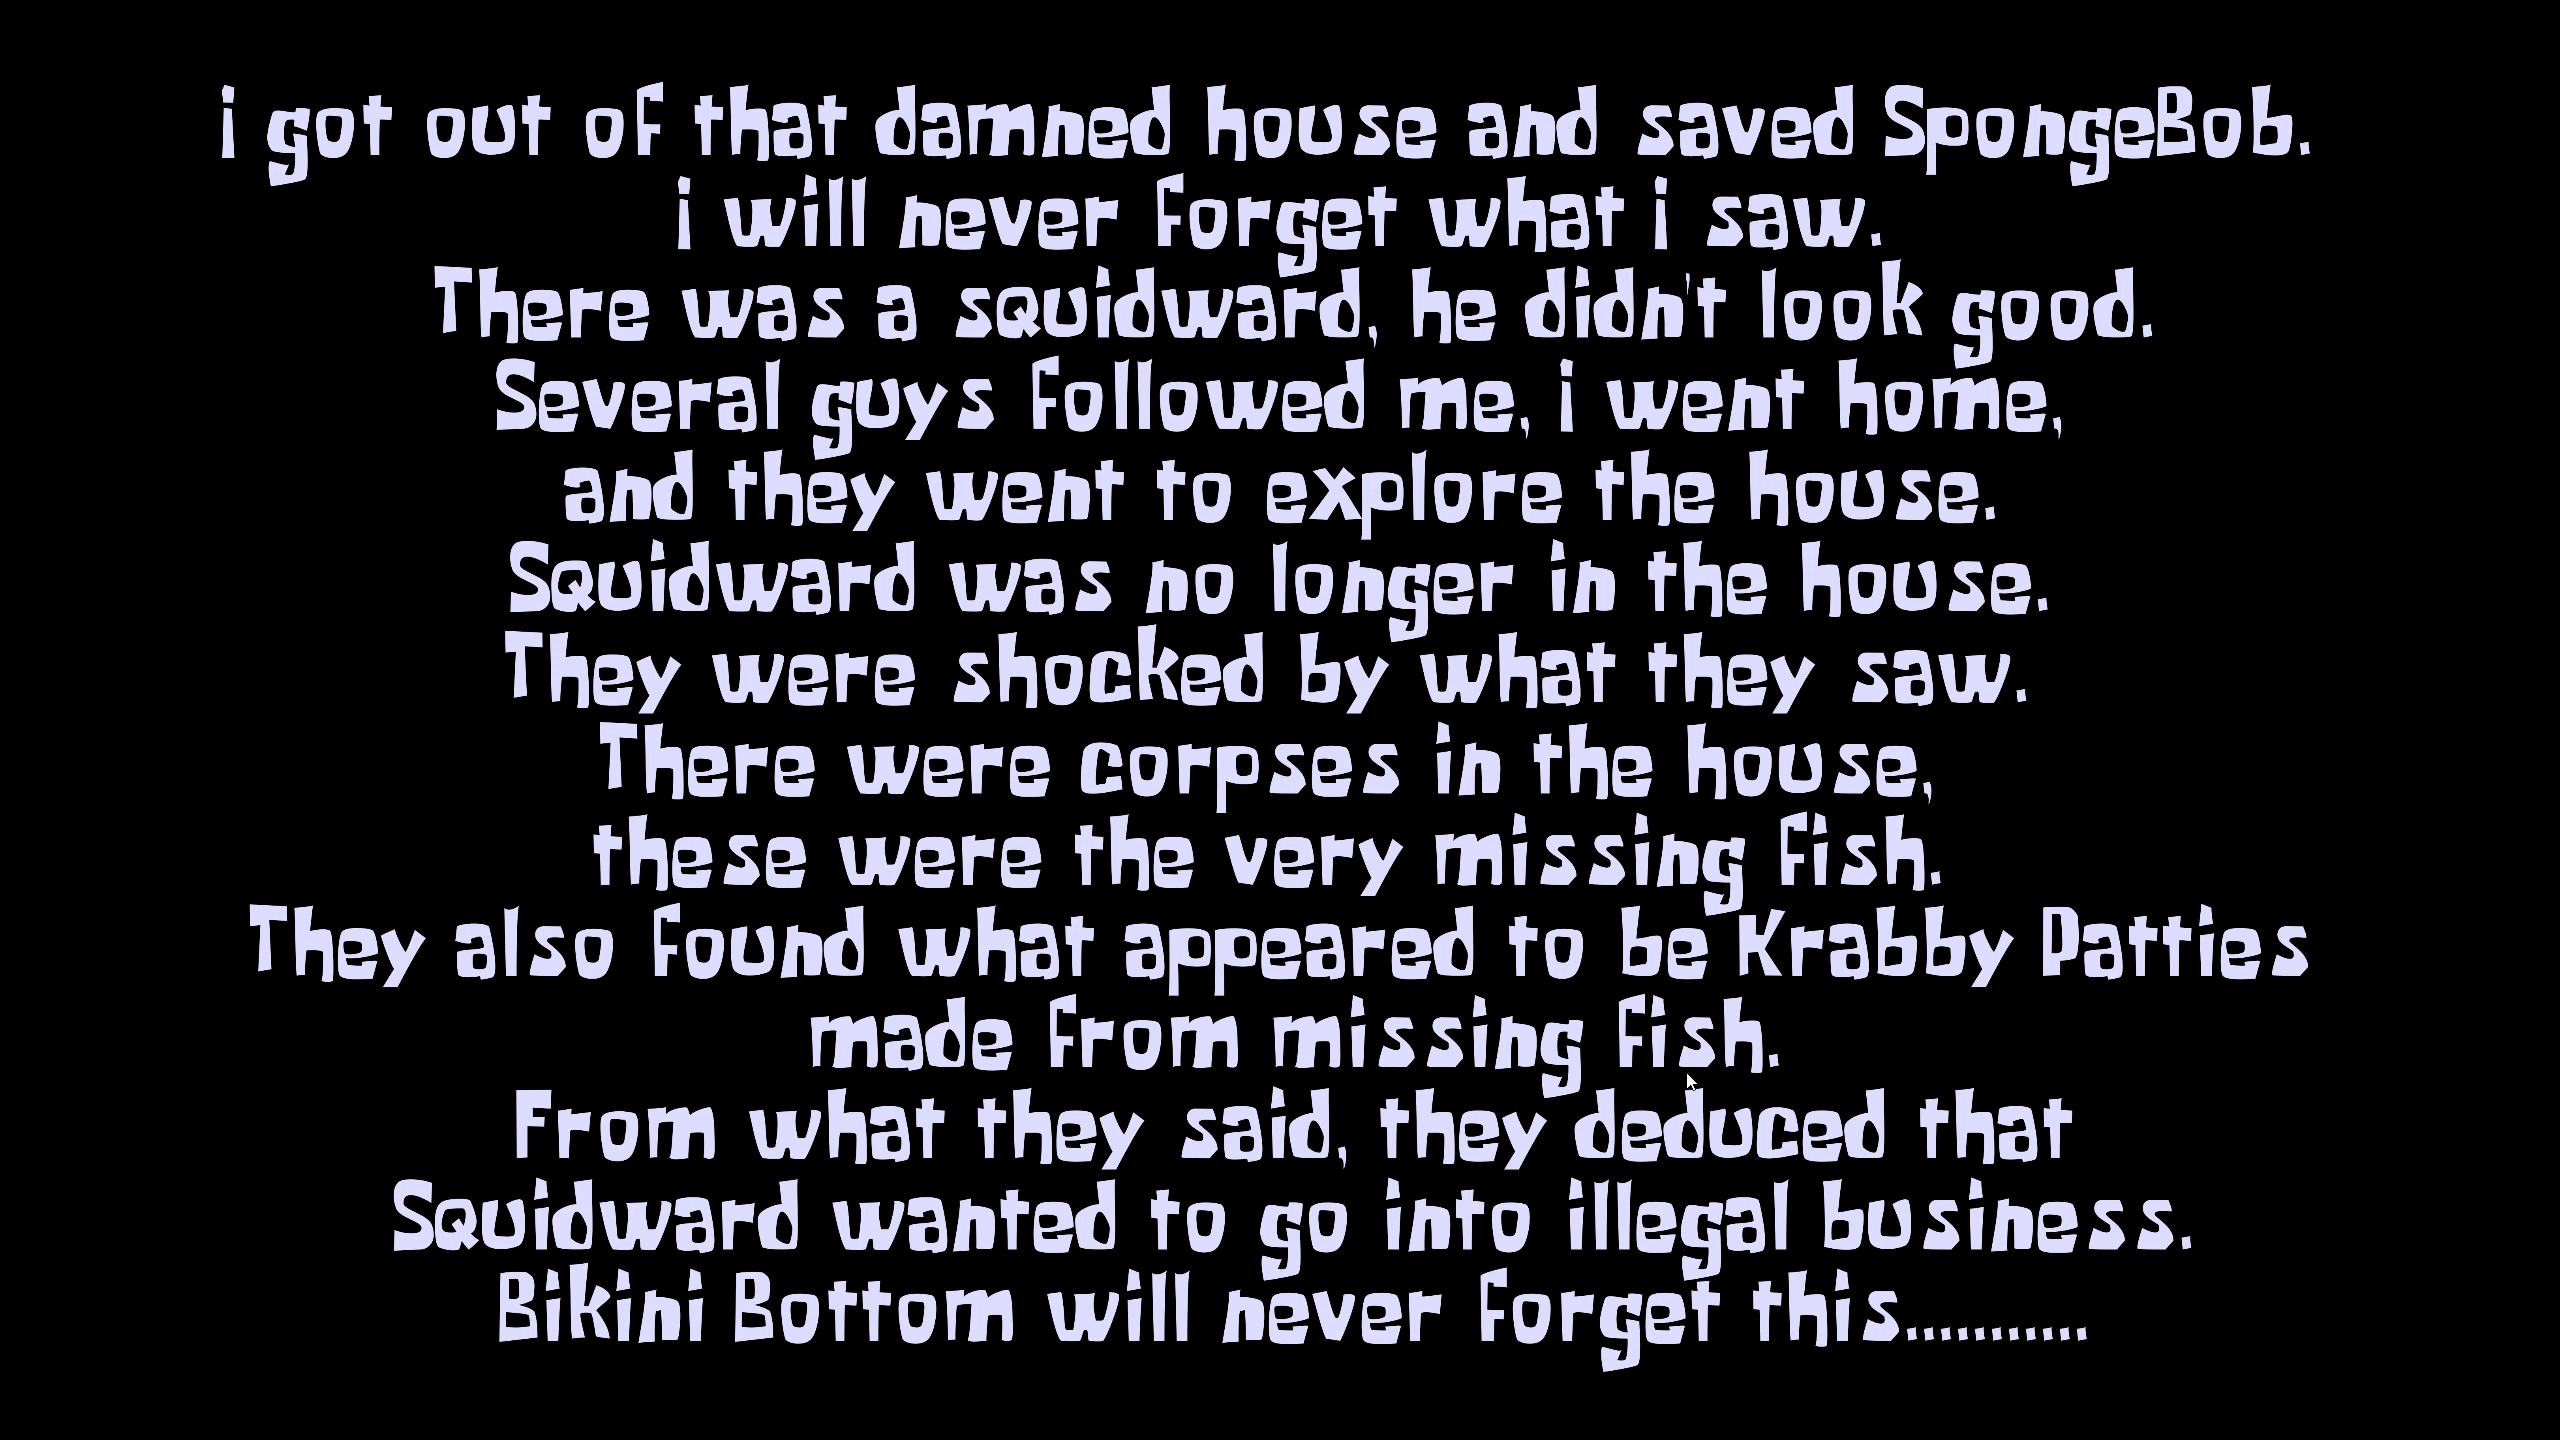 i got out of that damned house and saved SpongeBob.
i will never forget what i saw.
There was a squidward, he didn't look good.
Several guys followed me, i went home,
and they went to explore the house.
Squidward was no longer in the house.
They were shocked by what they saw.
There were corpses in the house,
these were the very missing fish.
They also found what appeared to be Krabby Patties
made from missing fish.
From what they said, they deduced that
Squidward wanted to go into illegal business.
Bikini Bottom will never forget this...........